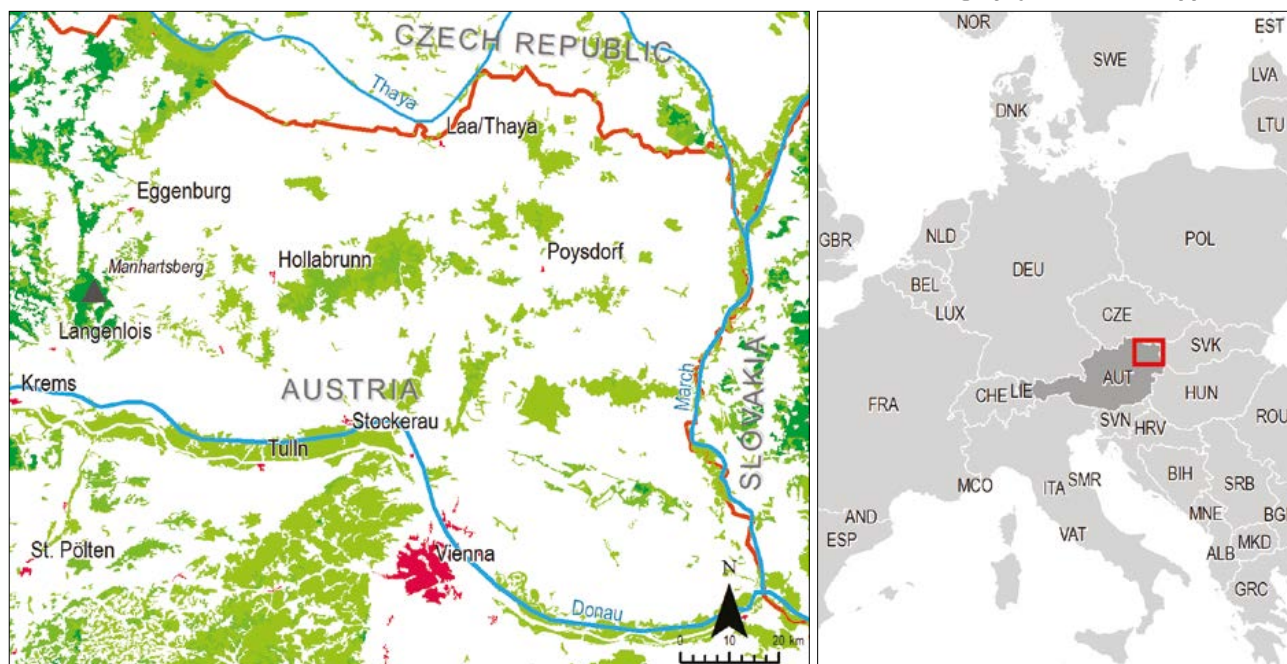 CZECH REPUBLIC
Thaya
Laa/Thaya
Eggenburg
Manhartsberg
Hollabrunn
Poysdorf
Langenlois
Krems
AUSTRIA
Stockerau
Tulln
March
SLOVAKIA
St. Pölten
Vienna
Donau
N
0 10 20 km
NOR
SWE
EST
LVA
LTU
DNK
GBR
NLD
BEL
LUX
DEU
POL
CZE
SVK
AUT
HUN
FRA
CHE
LIE
SVN
HRV
ROU
MCO
ITA
SMR
BIH
SRB
MNE
BG
AND
ESP
VAT
ALB
MKD
GRC